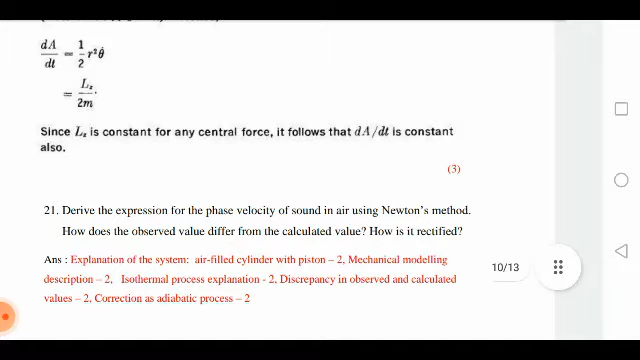 dA/dt = 1/2 r²θ̇
= L_z/2m.
Since L_z is constant for any central force, it follows that dA/dt is constant
also.
(3)
21. Derive the expression for the phase velocity of sound in air using Newton's method.
How does the observed value differ from the calculated value? How is it rectified?
Ans : Explanation of the system: air-filled cylinder with piston – 2, Mechanical modelling
description – 2, Isothermal process explanation - 2, Discrepancy in observed and calculated
values – 2, Correction as adiabatic process – 2
10/13